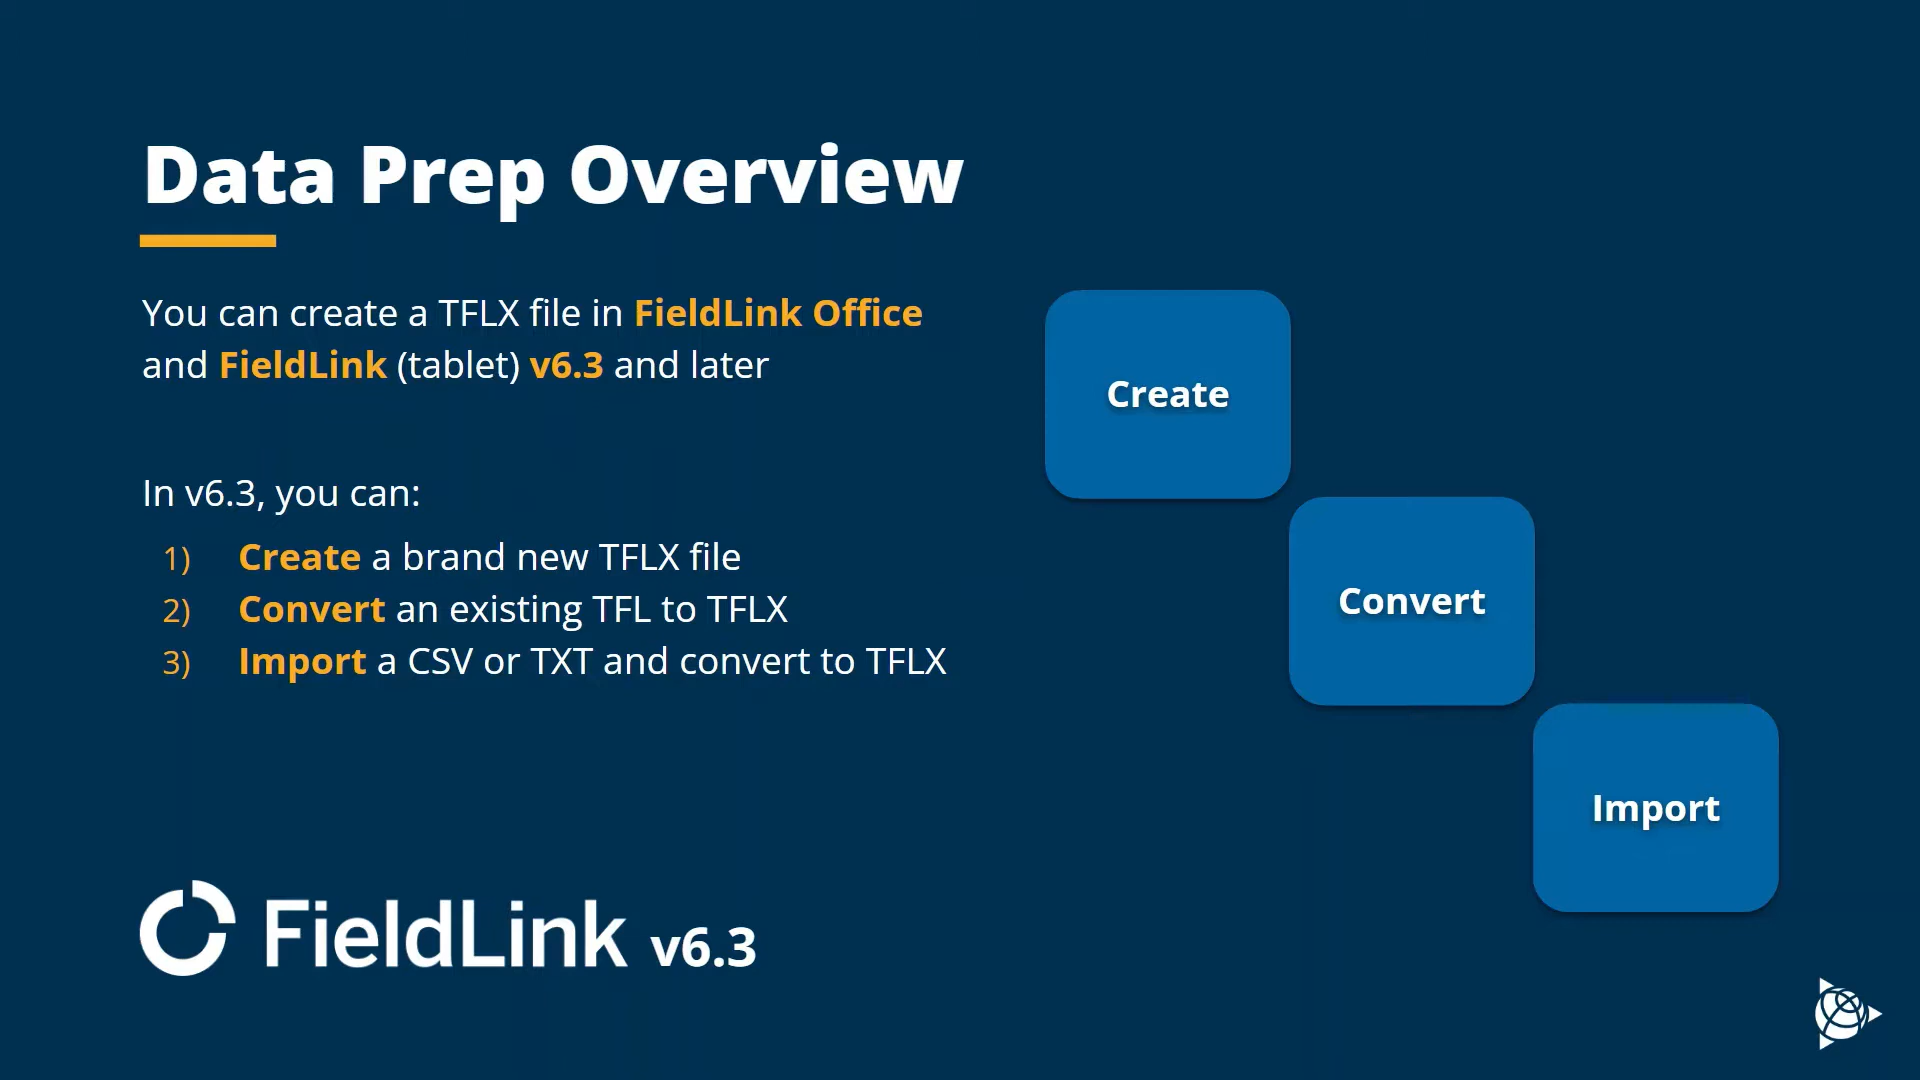 Data Prep Overview
You can create a TFLX file in FieldLink Office
and FieldLink (tablet) v6.3 and later
In v6.3, you can:
1) Create a brand new TFLX file
2) Convert an existing TFL to TFLX
3) Import a CSV or TXT and convert to TFLX
Create
Convert
Import
FieldLink v6.3